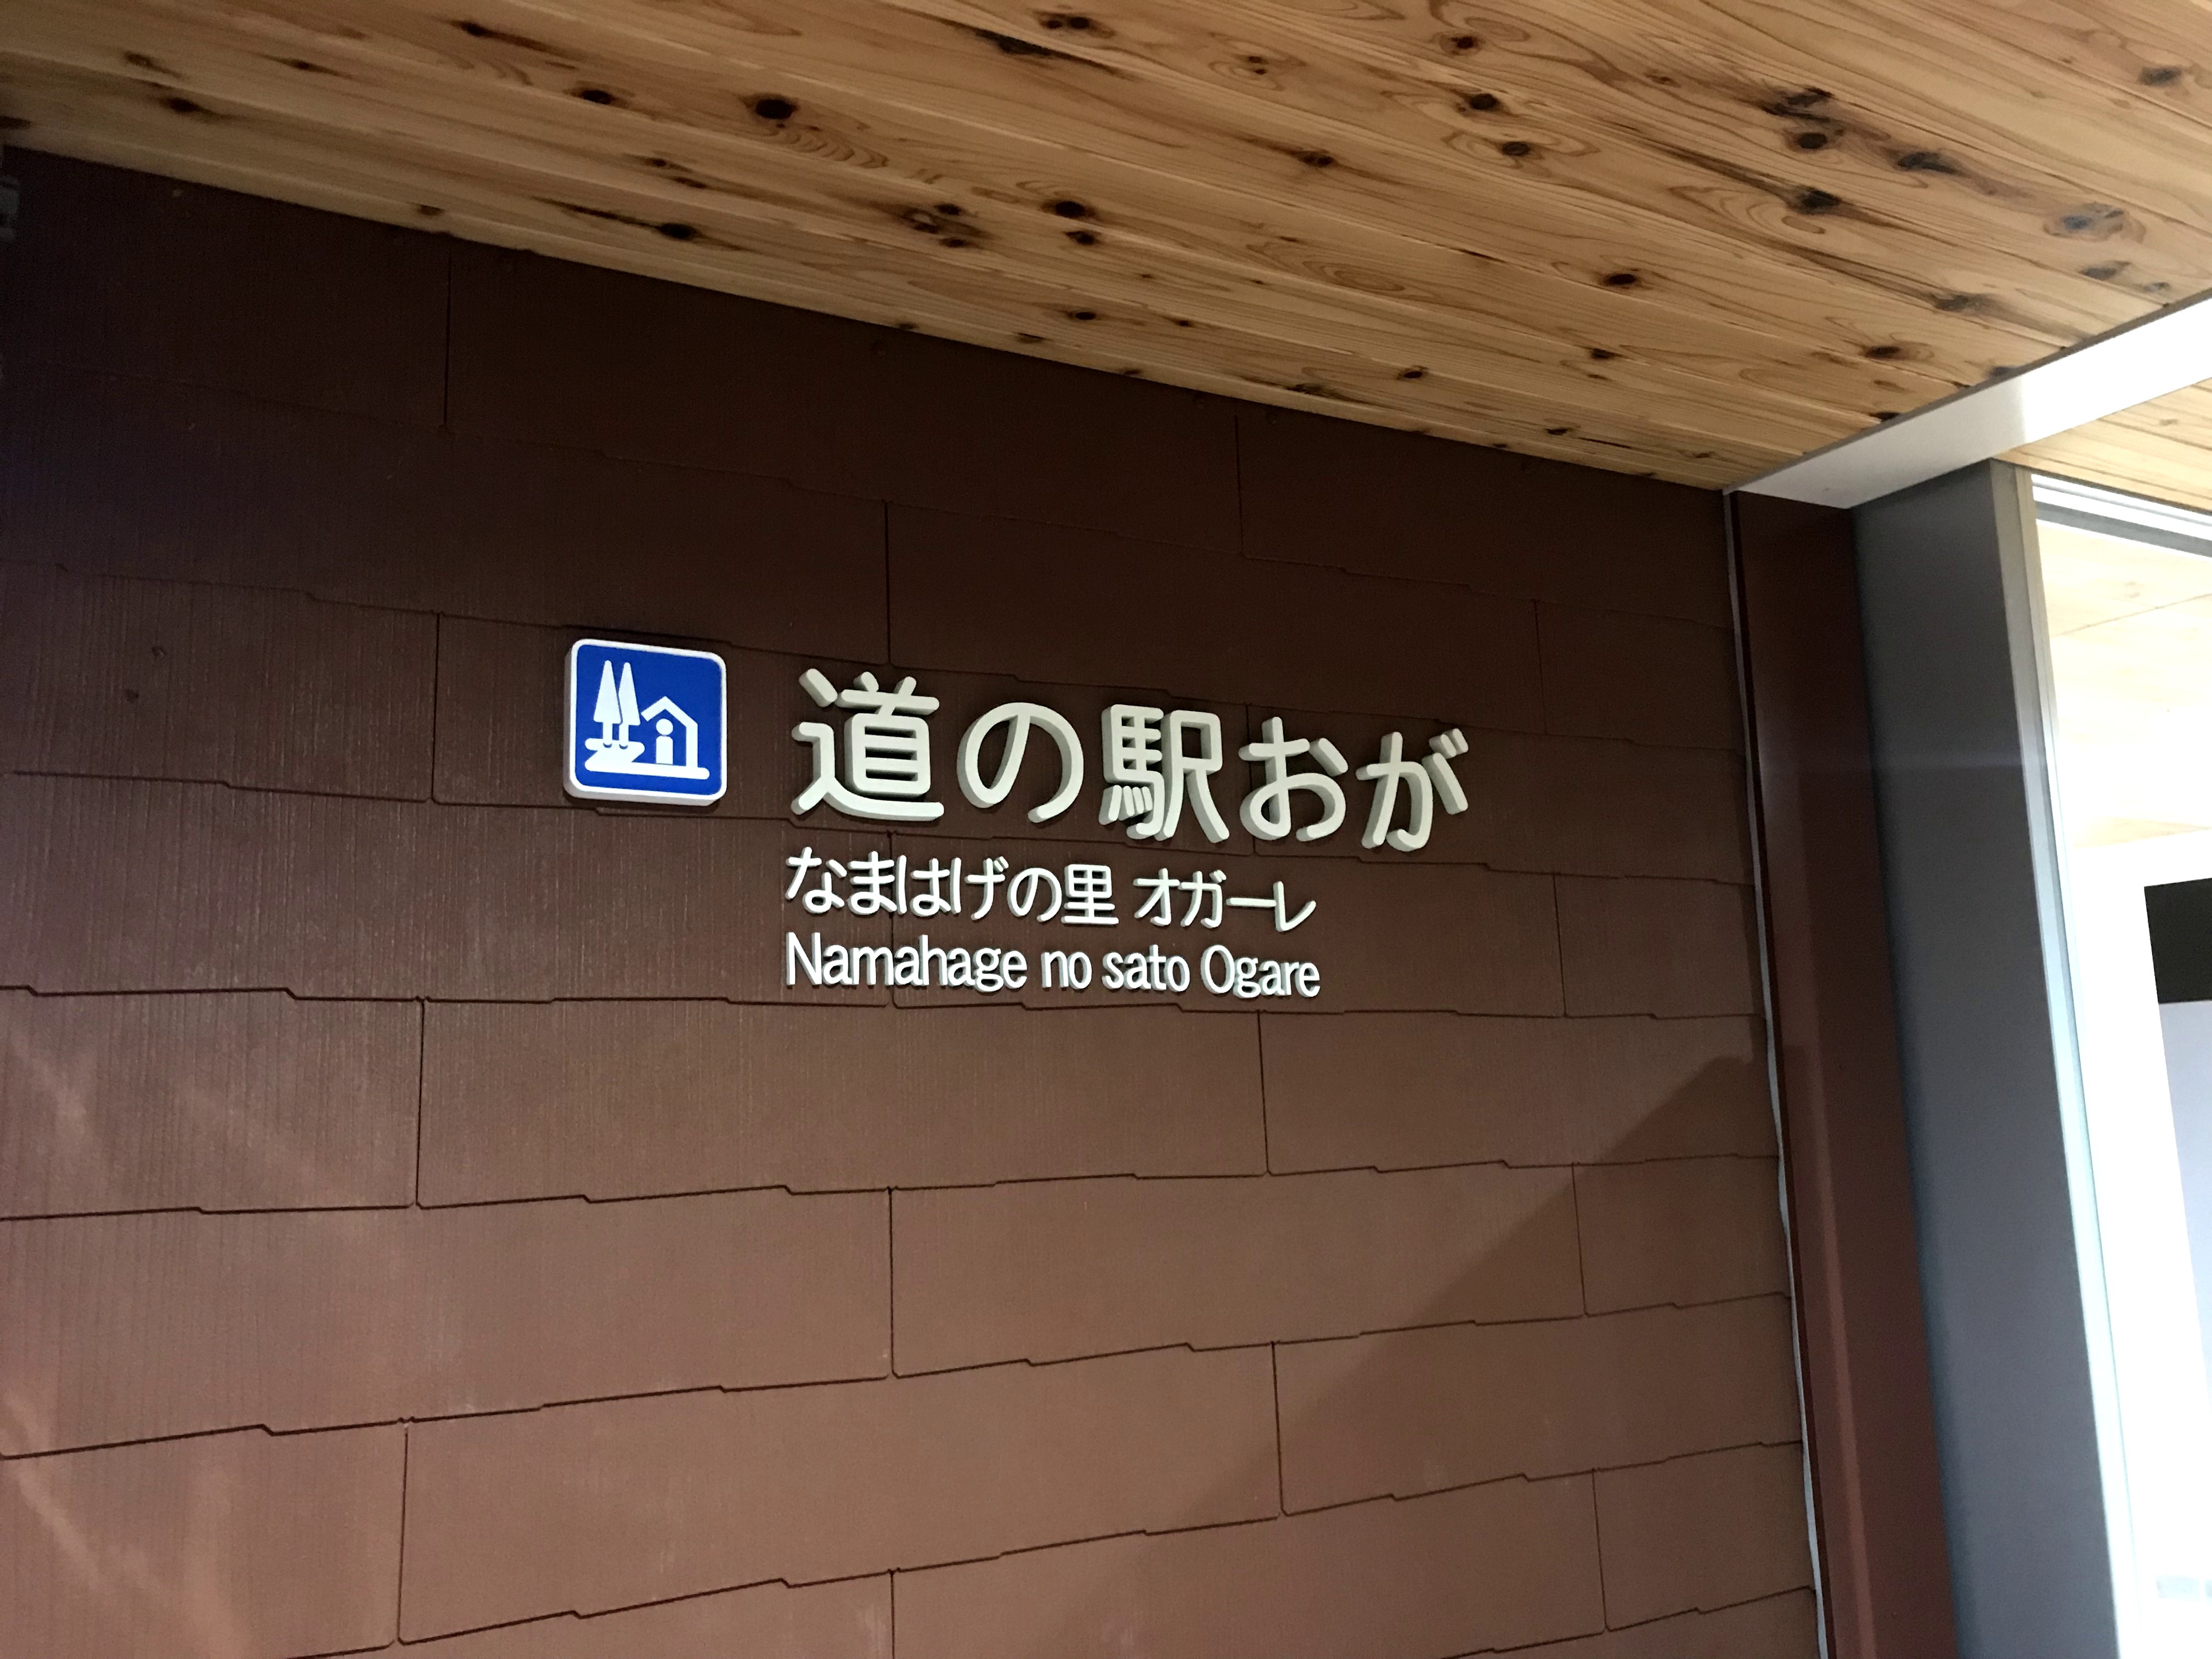 道の駅おが
なまはげの里 オガーレ
Namahage no sato Ogare